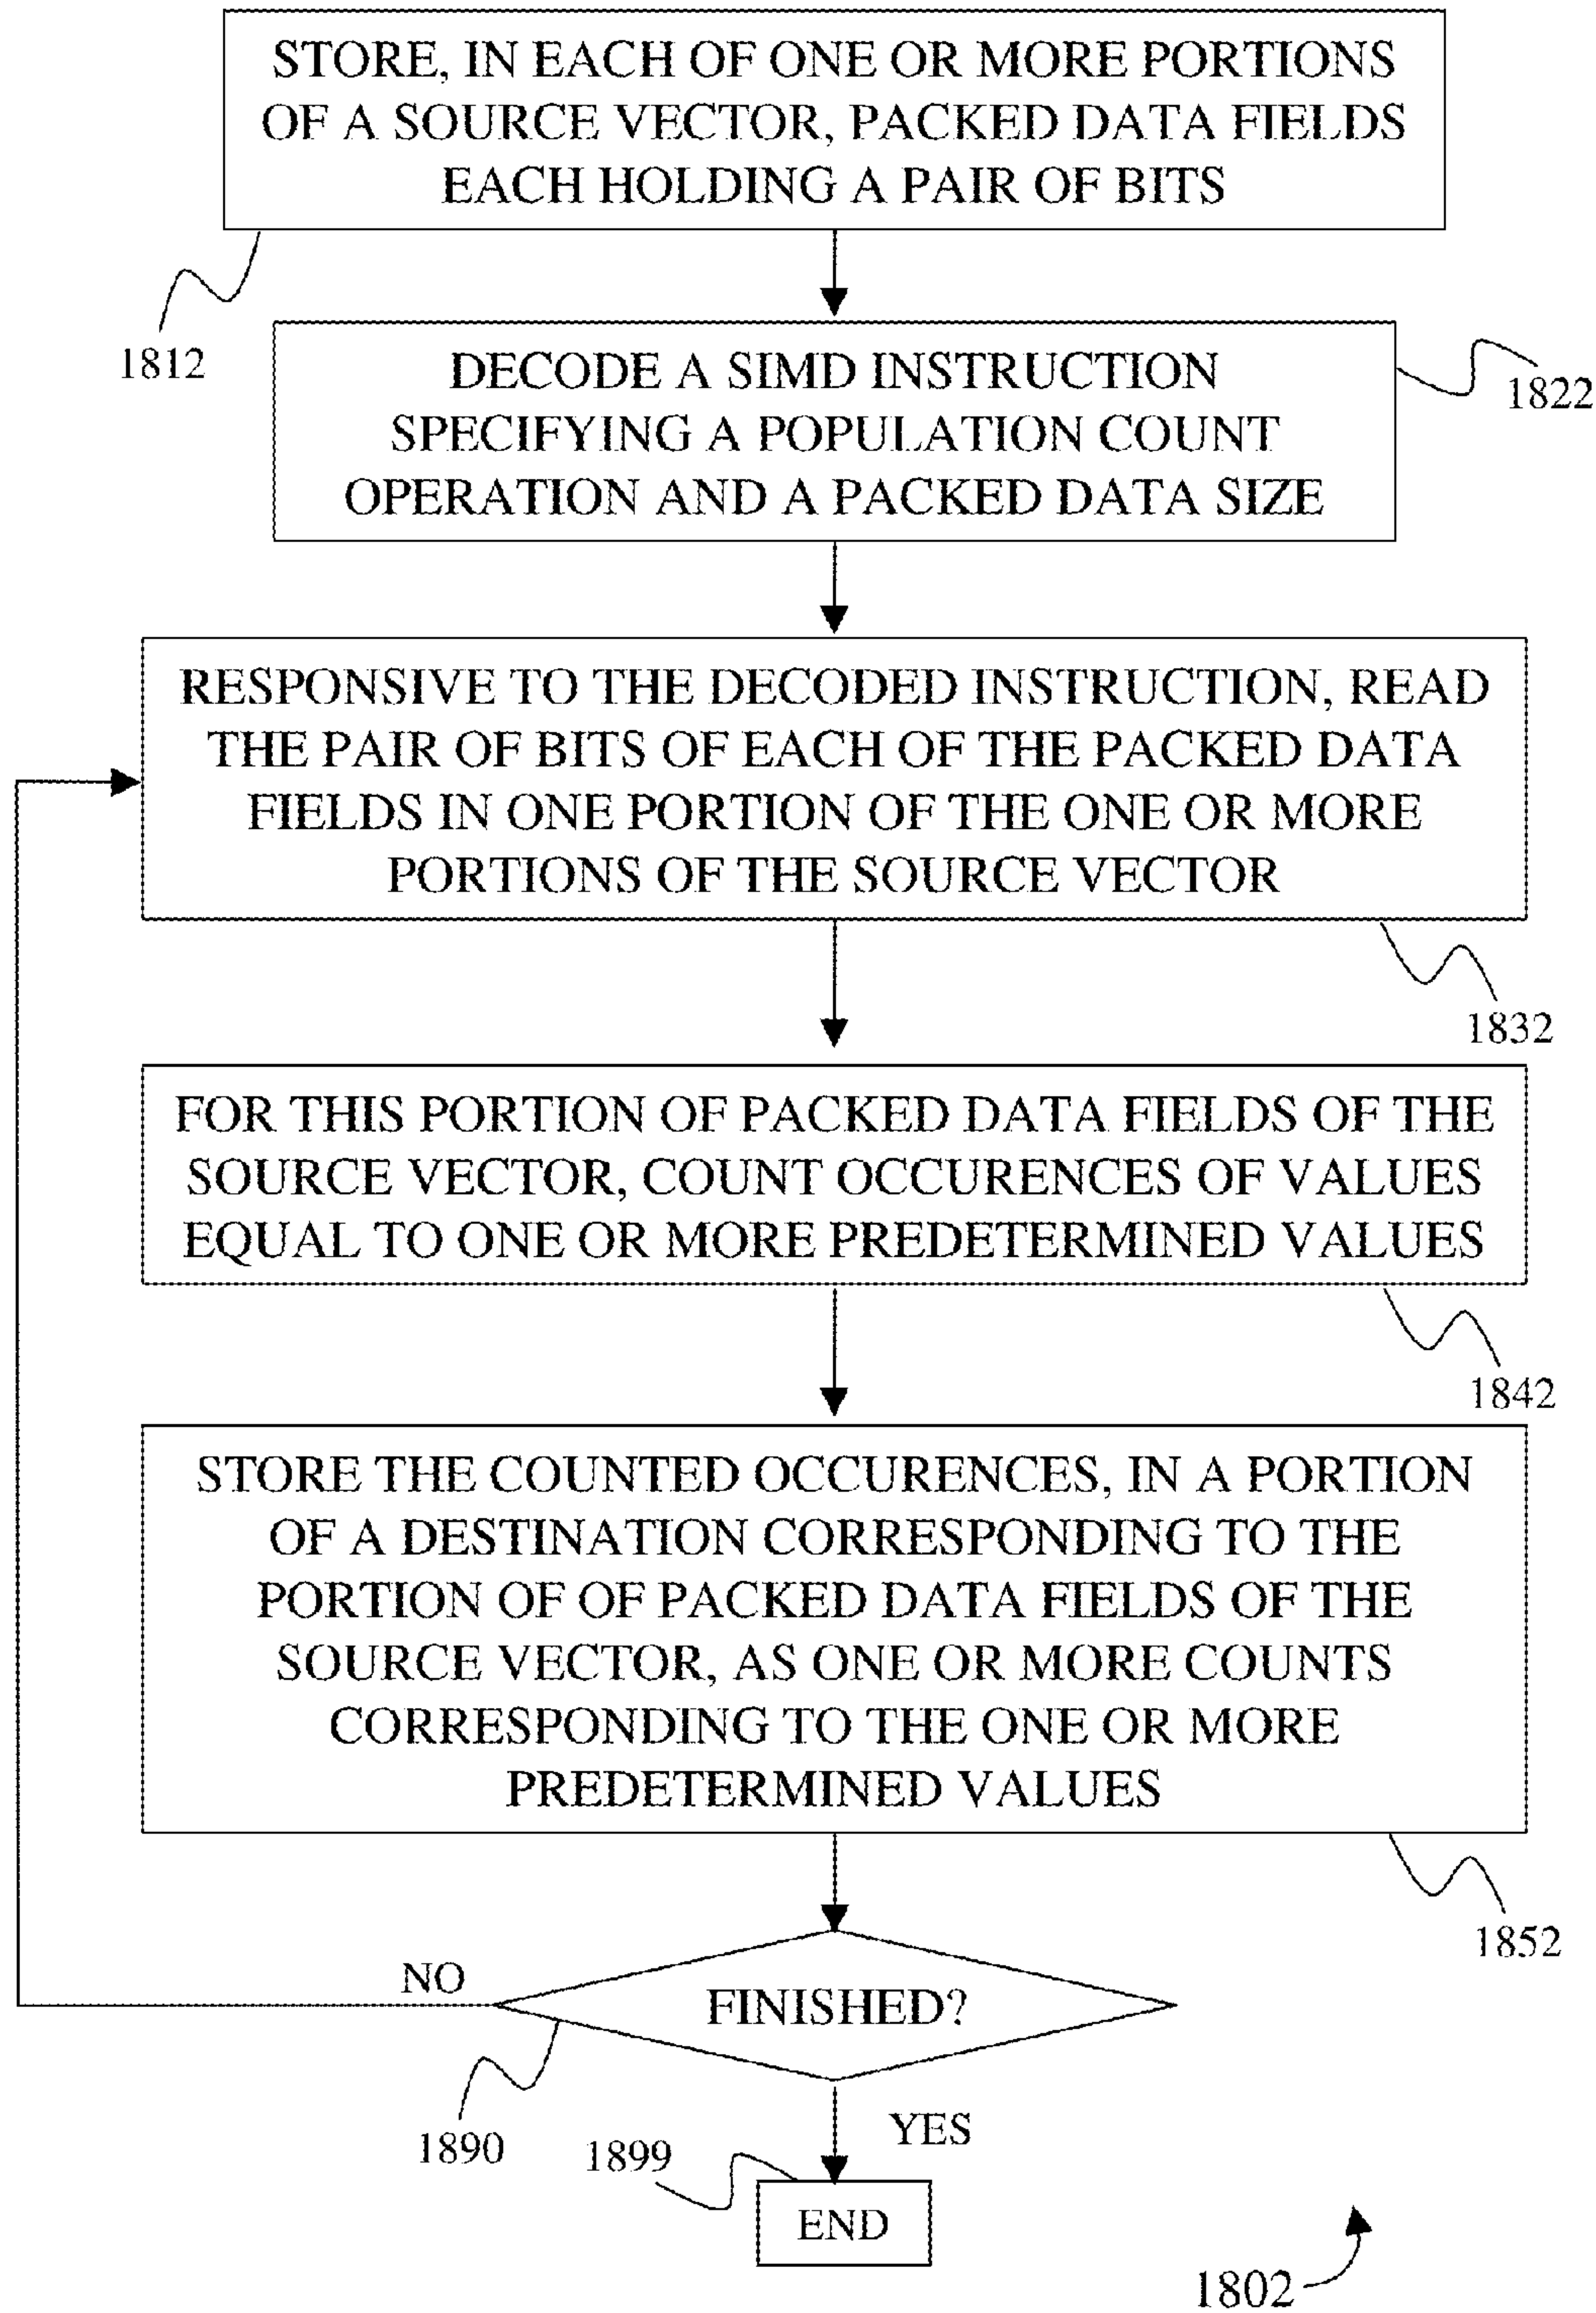 STORE, IN EACH OF ONE OR MORE PORTIONS
OF A SOURCE VECTOR, PACKED DATA FIELDS
EACH HOLDING A PAIR OF BITS
1812
DECODE A SIMD INSTRUCTION
SPECIFYING A POPULATION COUNT
OPERATION AND A PACKED DATA SIZE
1822
RESPONSIVE TO THE DECODED INSTRUCTION, READ
THE PAIR OF BITS OF EACH OF THE PACKED DATA
FIELDS IN ONE PORTION OF THE ONE OR MORE
PORTIONS OF THE SOURCE VECTOR
1832
FOR THIS PORTION OF PACKED DATA FIELDS OF THE
SOURCE VECTOR, COUNT OCCURENCES OF VALUES
EQUAL TO ONE OR MORE PREDETERMINED VALUES
1842
STORE THE COUNTED OCCURENCES, IN A PORTION
OF A DESTINATION CORRESPONDING TO THE
PORTION OF OF PACKED DATA FIELDS OF THE
SOURCE VECTOR, AS ONE OR MORE COUNTS
CORRESPONDING TO THE ONE OR MORE
PREDETERMINED VALUES
1852
NO
FINISHED?
1890
YES
1899
END
1802